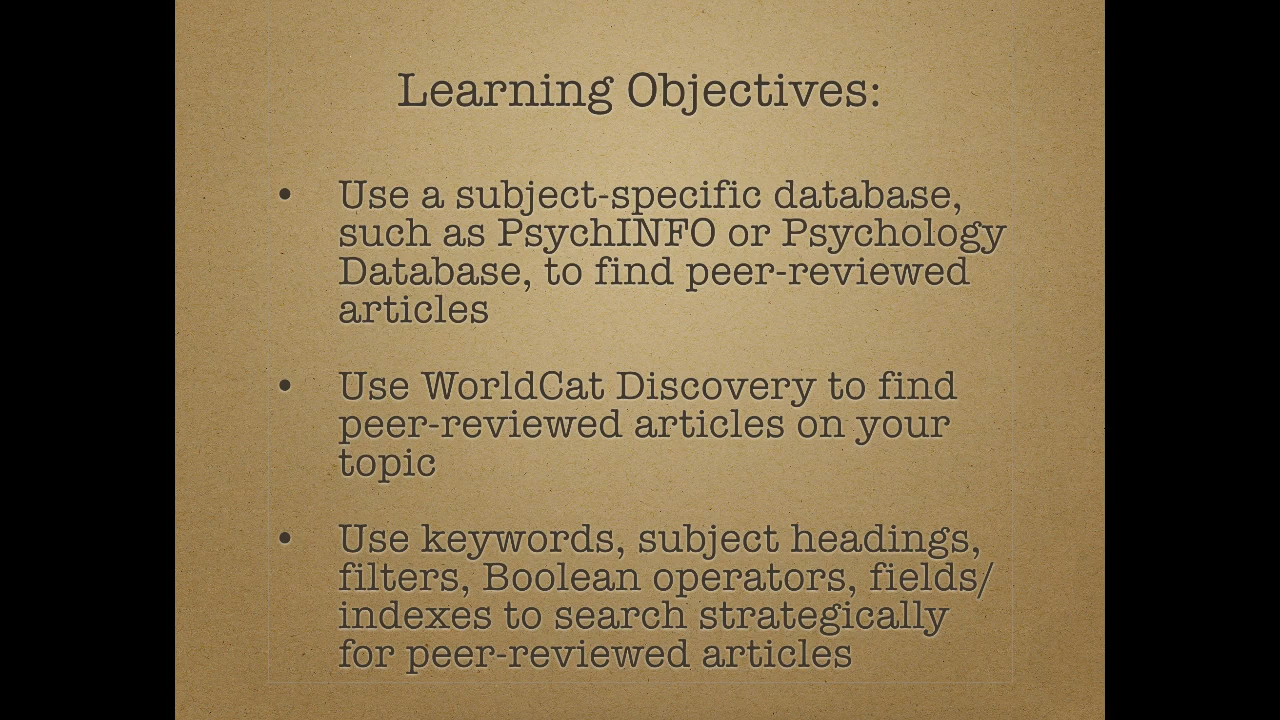 Learning Objectives:
• Use a subject-specific database,
such as PsychINFO or Psychology
Database, to find peer-reviewed
articles
• Use WorldCat Discovery to find
peer-reviewed articles on your
topic
• Use keywords, subject headings,
filters, Boolean operators, fields/
indexes to search strategically
for peer-reviewed articles